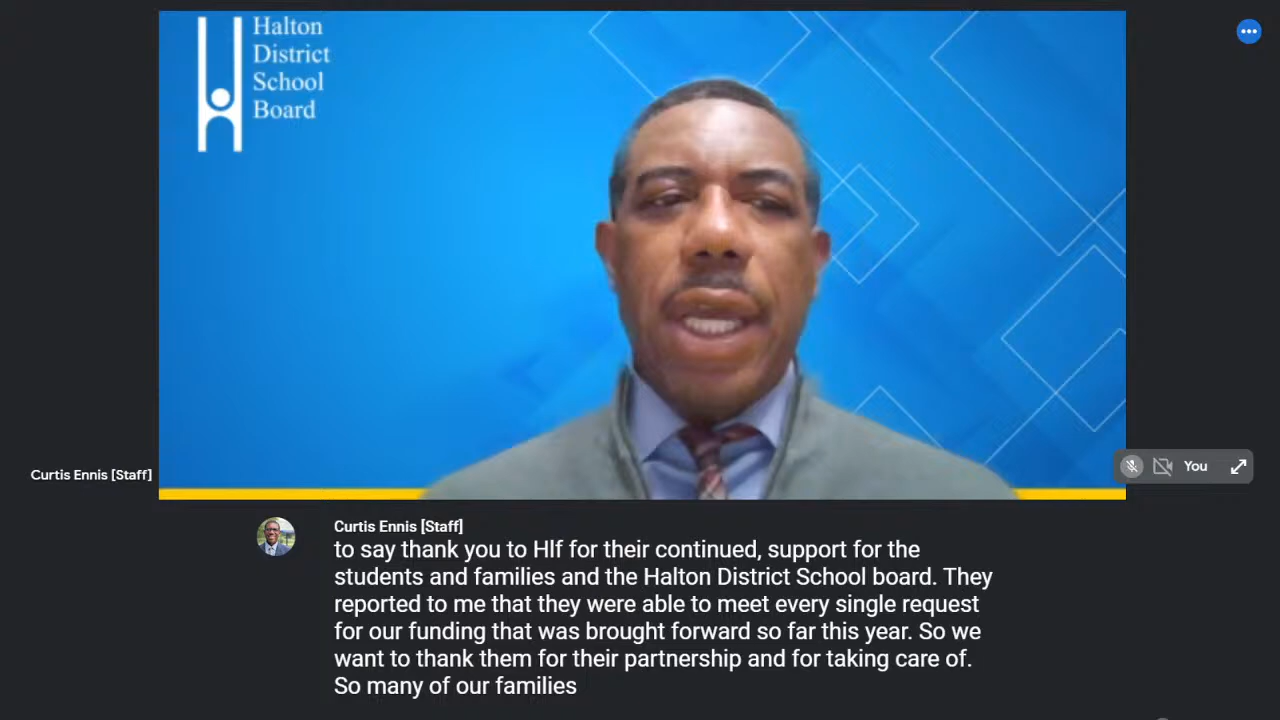 Halton
District
School
Board
You
Curtis Ennis [Staff]
Curtis Ennis [Staff]
to say thank you to Hlf for their continued, support for the
students and families and the Halton District School board. They
reported to me that they were able to meet every single request
for our funding that was brought forward so far this year. So we
want to thank them for their partnership and for taking care of.
So many of our families